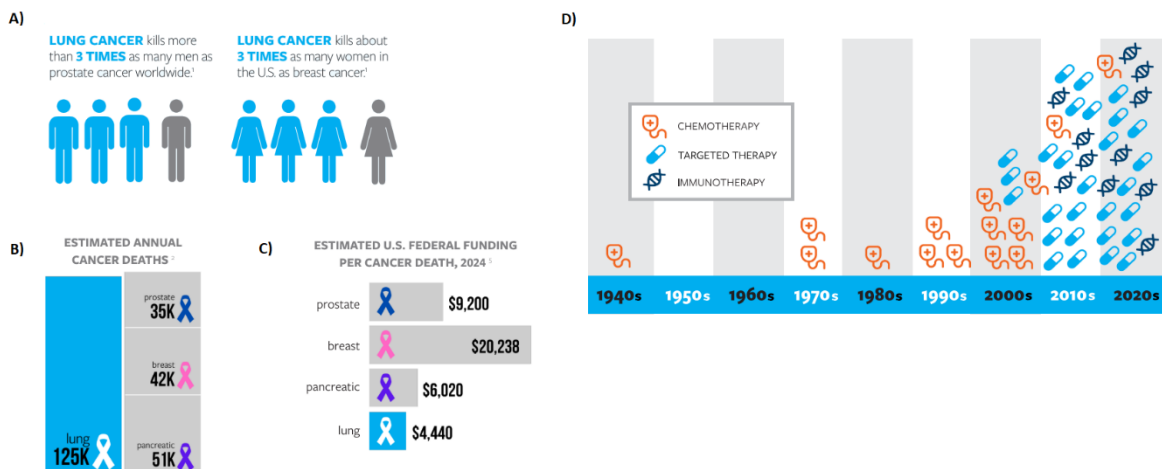 A)
LUNG CANCER kills more
than 3 TIMES as many men as
prostate cancer worldwide.¹
LUNG CANCER kills about
3 TIMES as many women in
the U.S. as breast cancer.¹
B)
ESTIMATED ANNUAL
CANCER DEATHS ²
prostate
35K
breast
42K
lung
125K
pancreatic
51K
C)
ESTIMATED U.S. FEDERAL FUNDING
PER CANCER DEATH, 2024 ⁵
prostate
$9,200
breast
$20,238
pancreatic
$6,020
lung
$4,440
D)
CHEMOTHERAPY
TARGETED THERAPY
IMMUNOTHERAPY
1940s 1950s 1960s 1970s 1980s 1990s 2000s 2010s 2020s